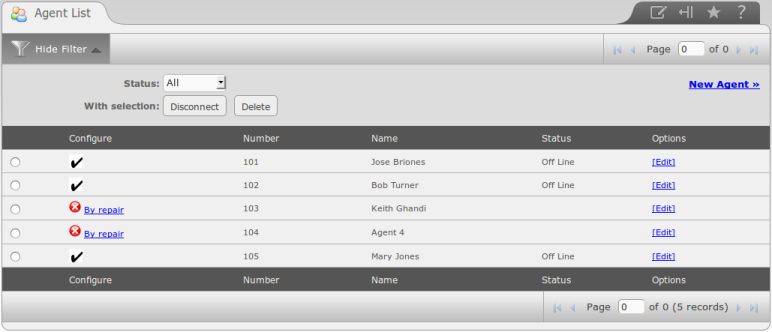 Agent List
?
Hide Filter
Page 0 of 0
Status: All
New Agent »
With selection: Disconnect Delete
Configure Number Name Status Options
101 Jose Briones Off Line [Edit]
102 Bob Turner Off Line [Edit]
By repair 103 Keith Ghandi [Edit]
By repair 104 Agent 4 [Edit]
105 Mary Jones Off Line [Edit]
Configure Number Name Status Options
Page 0 of 0 (5 records)